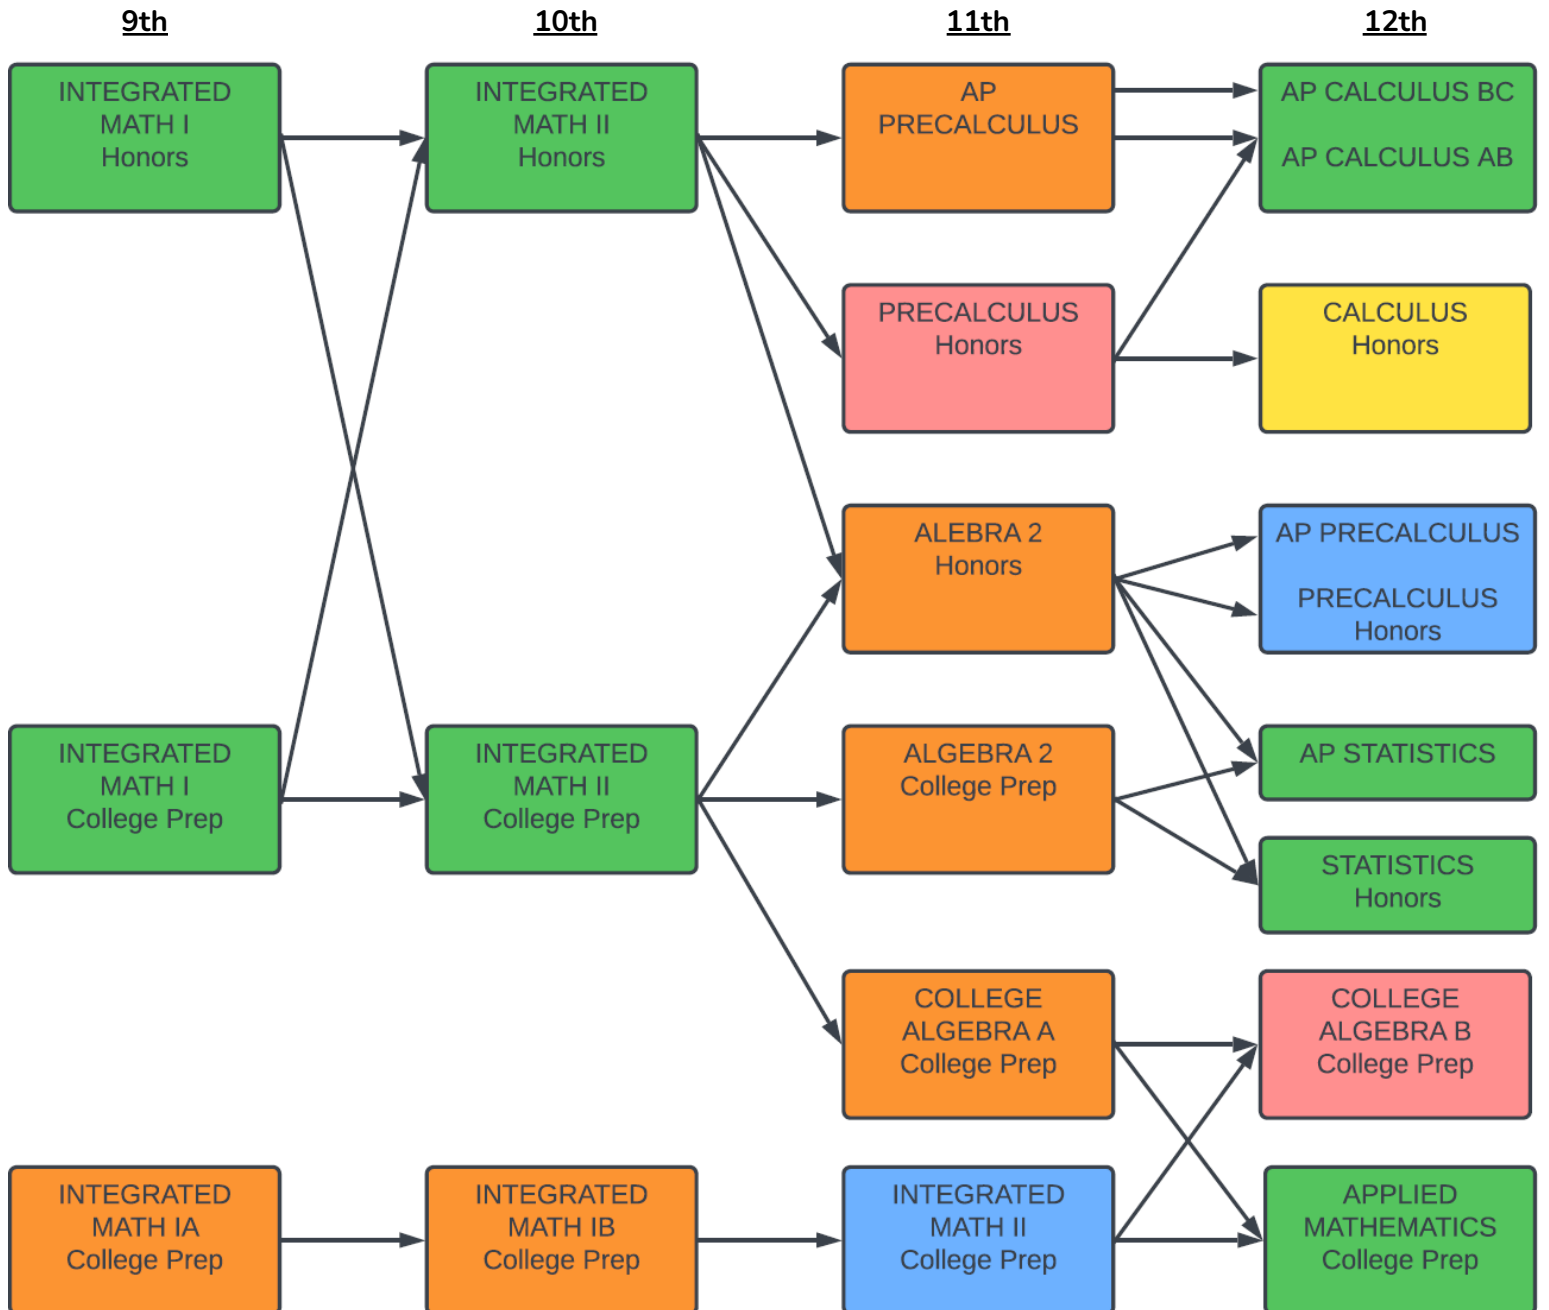 9th
10th
11th
12th
INTEGRATED
MATH I
Honors
INTEGRATED
MATH II
Honors
AP
PRECALCULUS
AP CALCULUS BC
AP CALCULUS AB
PRECALCULUS
Honors
CALCULUS
Honors
ALEBRA 2
Honors
AP PRECALCULUS
PRECALCULUS
Honors
INTEGRATED
MATH I
College Prep
INTEGRATED
MATH II
College Prep
ALGEBRA 2
College Prep
AP STATISTICS
STATISTICS
Honors
COLLEGE
ALGEBRA A
College Prep
COLLEGE
ALGEBRA B
College Prep
INTEGRATED
MATH IA
College Prep
INTEGRATED
MATH IB
College Prep
INTEGRATED
MATH II
College Prep
APPLIED
MATHEMATICS
College Prep